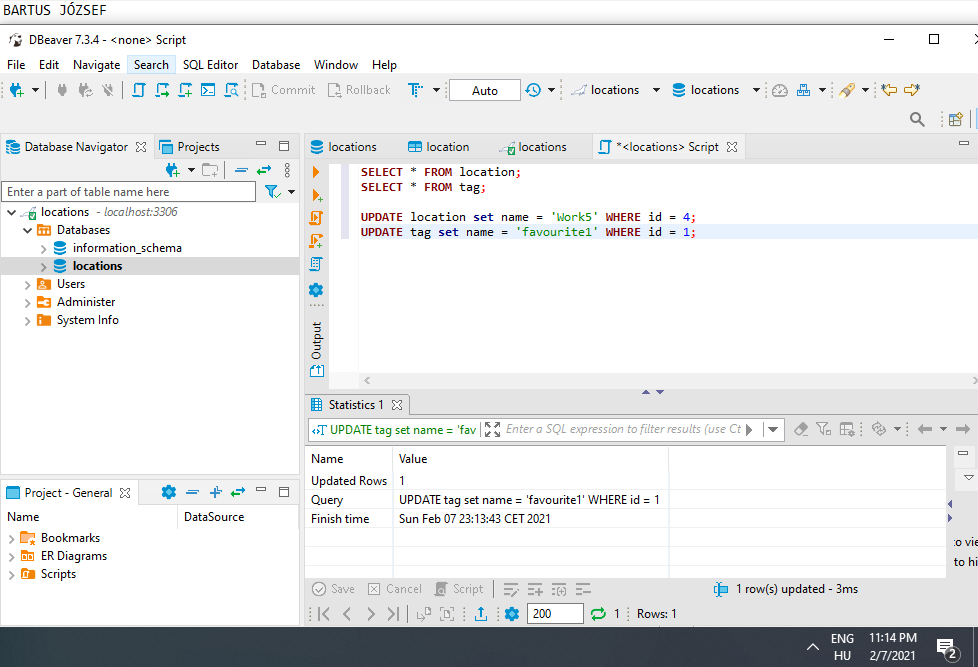 BARTUS JÓZSEF
DBeaver 7.3.4 - <none> Script
File Edit Navigate Search SQL Editor Database Window Help
Commit Rollback Auto locations locations
Database Navigator Projects
Enter a part of table name here
locations - localhost:3306
Databases
information_schema
locations
Users
Administer
System Info
Project - General
Name DataSource
Bookmarks
ER Diagrams
Scripts
locations location locations *<locations> Script
SELECT * FROM location;
SELECT * FROM tag;
UPDATE location set name = 'Work5' WHERE id = 4;
UPDATE tag set name = 'favourite1' WHERE id = 1;
Output
Statistics 1
UPDATE tag set name = 'fav Enter a SQL expression to filter results (use Ct
Name Value
Updated Rows 1
Query UPDATE tag set name = 'favourite1' WHERE id = 1
Finish time Sun Feb 07 23:13:43 CET 2021
to vie
to hi
Save Cancel Script 1 row(s) updated - 3ms
200 1 Rows: 1
ENG 11:14 PM
HU 2/7/2021
2